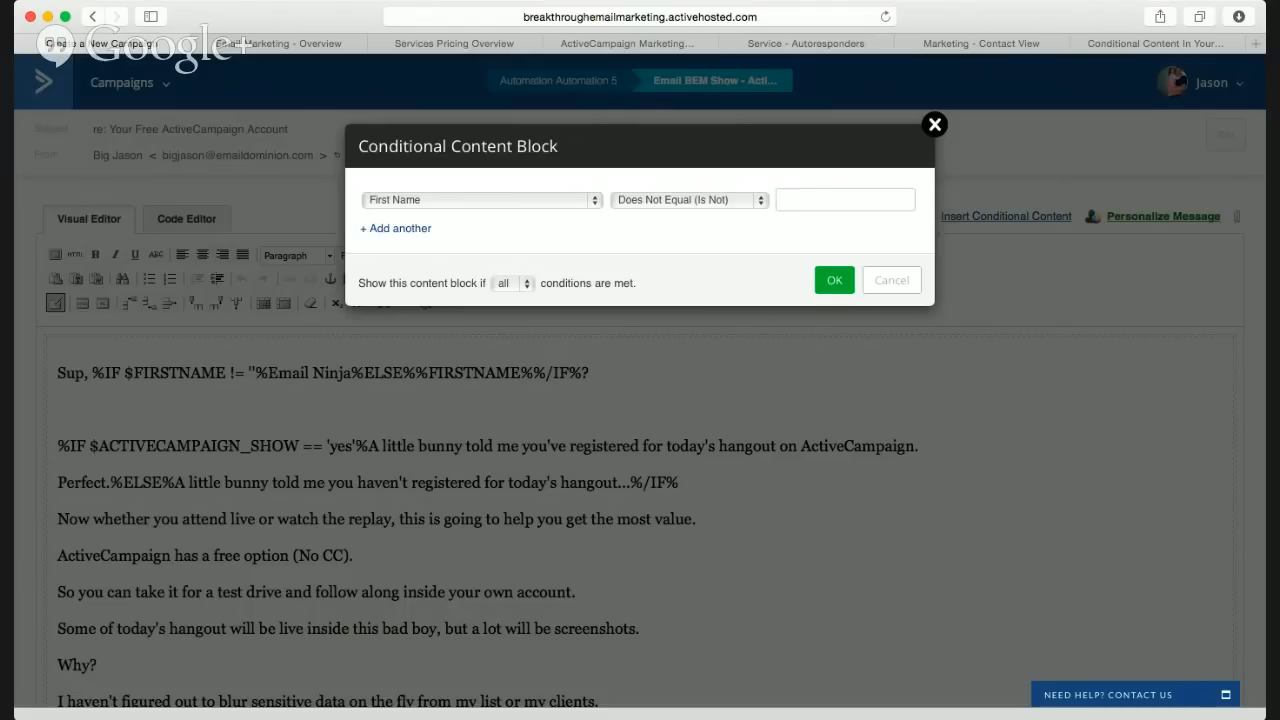 breakthroughemailmarketing.activehosted.com
Google+
Create a New Campaign
Email Marketing - Overview
Services Pricing Overview
ActiveCampaign Marketing...
Service - Autoresponders
Marketing - Contact View
Conditional Content In Your...
Campaigns
Automation Automation 5
Email BEM Show - Acti...
Jason
Subject
re: Your Free ActiveCampaign Account
From
Big Jason < bigjason@emaildominion.com >
Conditional Content Block
First Name
Does Not Equal (Is Not)
+ Add another
Show this content block if all conditions are met.
OK
Cancel
Visual Editor
Code Editor
Insert Conditional Content
Personalize Message
HTML B I U ABC
Paragraph
Sup, %IF $FIRSTNAME != ''%Email Ninja%ELSE%%FIRSTNAME%%/IF%?
%IF $ACTIVECAMPAIGN_SHOW == 'yes'%A little bunny told me you've registered for today's hangout on ActiveCampaign.
Perfect.%ELSE%A little bunny told me you haven't registered for today's hangout...%/IF%
Now whether you attend live or watch the replay, this is going to help you get the most value.
ActiveCampaign has a free option (No CC).
So you can take it for a test drive and follow along inside your own account.
Some of today's hangout will be live inside this bad boy, but a lot will be screenshots.
Why?
I haven't figured out to blur sensitive data on the fly from my list or my clients.
NEED HELP? CONTACT US